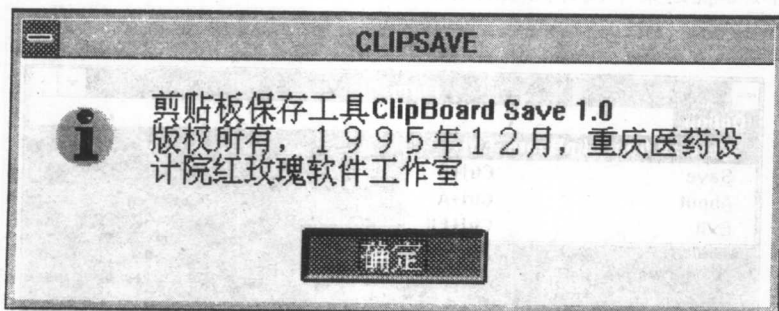 CLIPSAVE
剪贴板保存工具ClipBoard Save 1.0
版权所有，１９９５年１２月，重庆医药设
计院红玫瑰软件工作室
确定